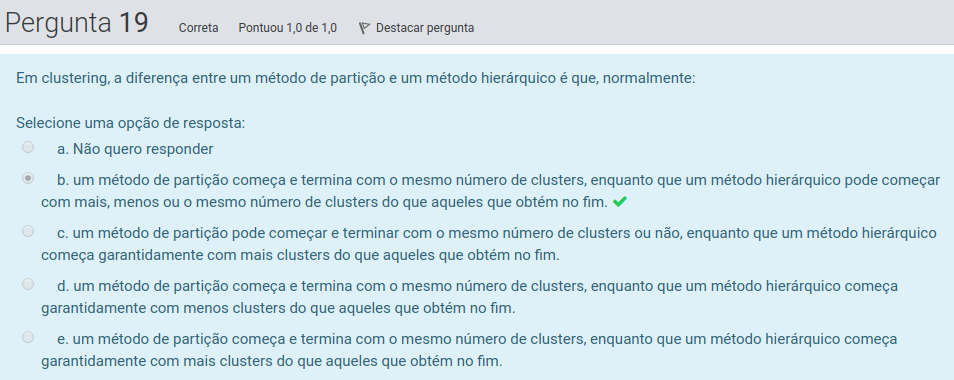 Pergunta 19 Correta Pontuou 1,0 de 1,0 Destacar pergunta
Em clustering, a diferença entre um método de partição e um método hierárquico é que, normalmente:
Selecione uma opção de resposta:
a. Não quero responder
b. um método de partição começa e termina com o mesmo número de clusters, enquanto que um método hierárquico pode começar
com mais, menos ou o mesmo número de clusters do que aqueles que obtém no fim.
c. um método de partição pode começar e terminar com o mesmo número de clusters ou não, enquanto que um método hierárquico
começa garantidamente com mais clusters do que aqueles que obtém no fim.
d. um método de partição começa e termina com o mesmo número de clusters, enquanto que um método hierárquico começa
garantidamente com menos clusters do que aqueles que obtém no fim.
e. um método de partição começa e termina com o mesmo número de clusters, enquanto que um método hierárquico começa
garantidamente com mais clusters do que aqueles que obtém no fim.